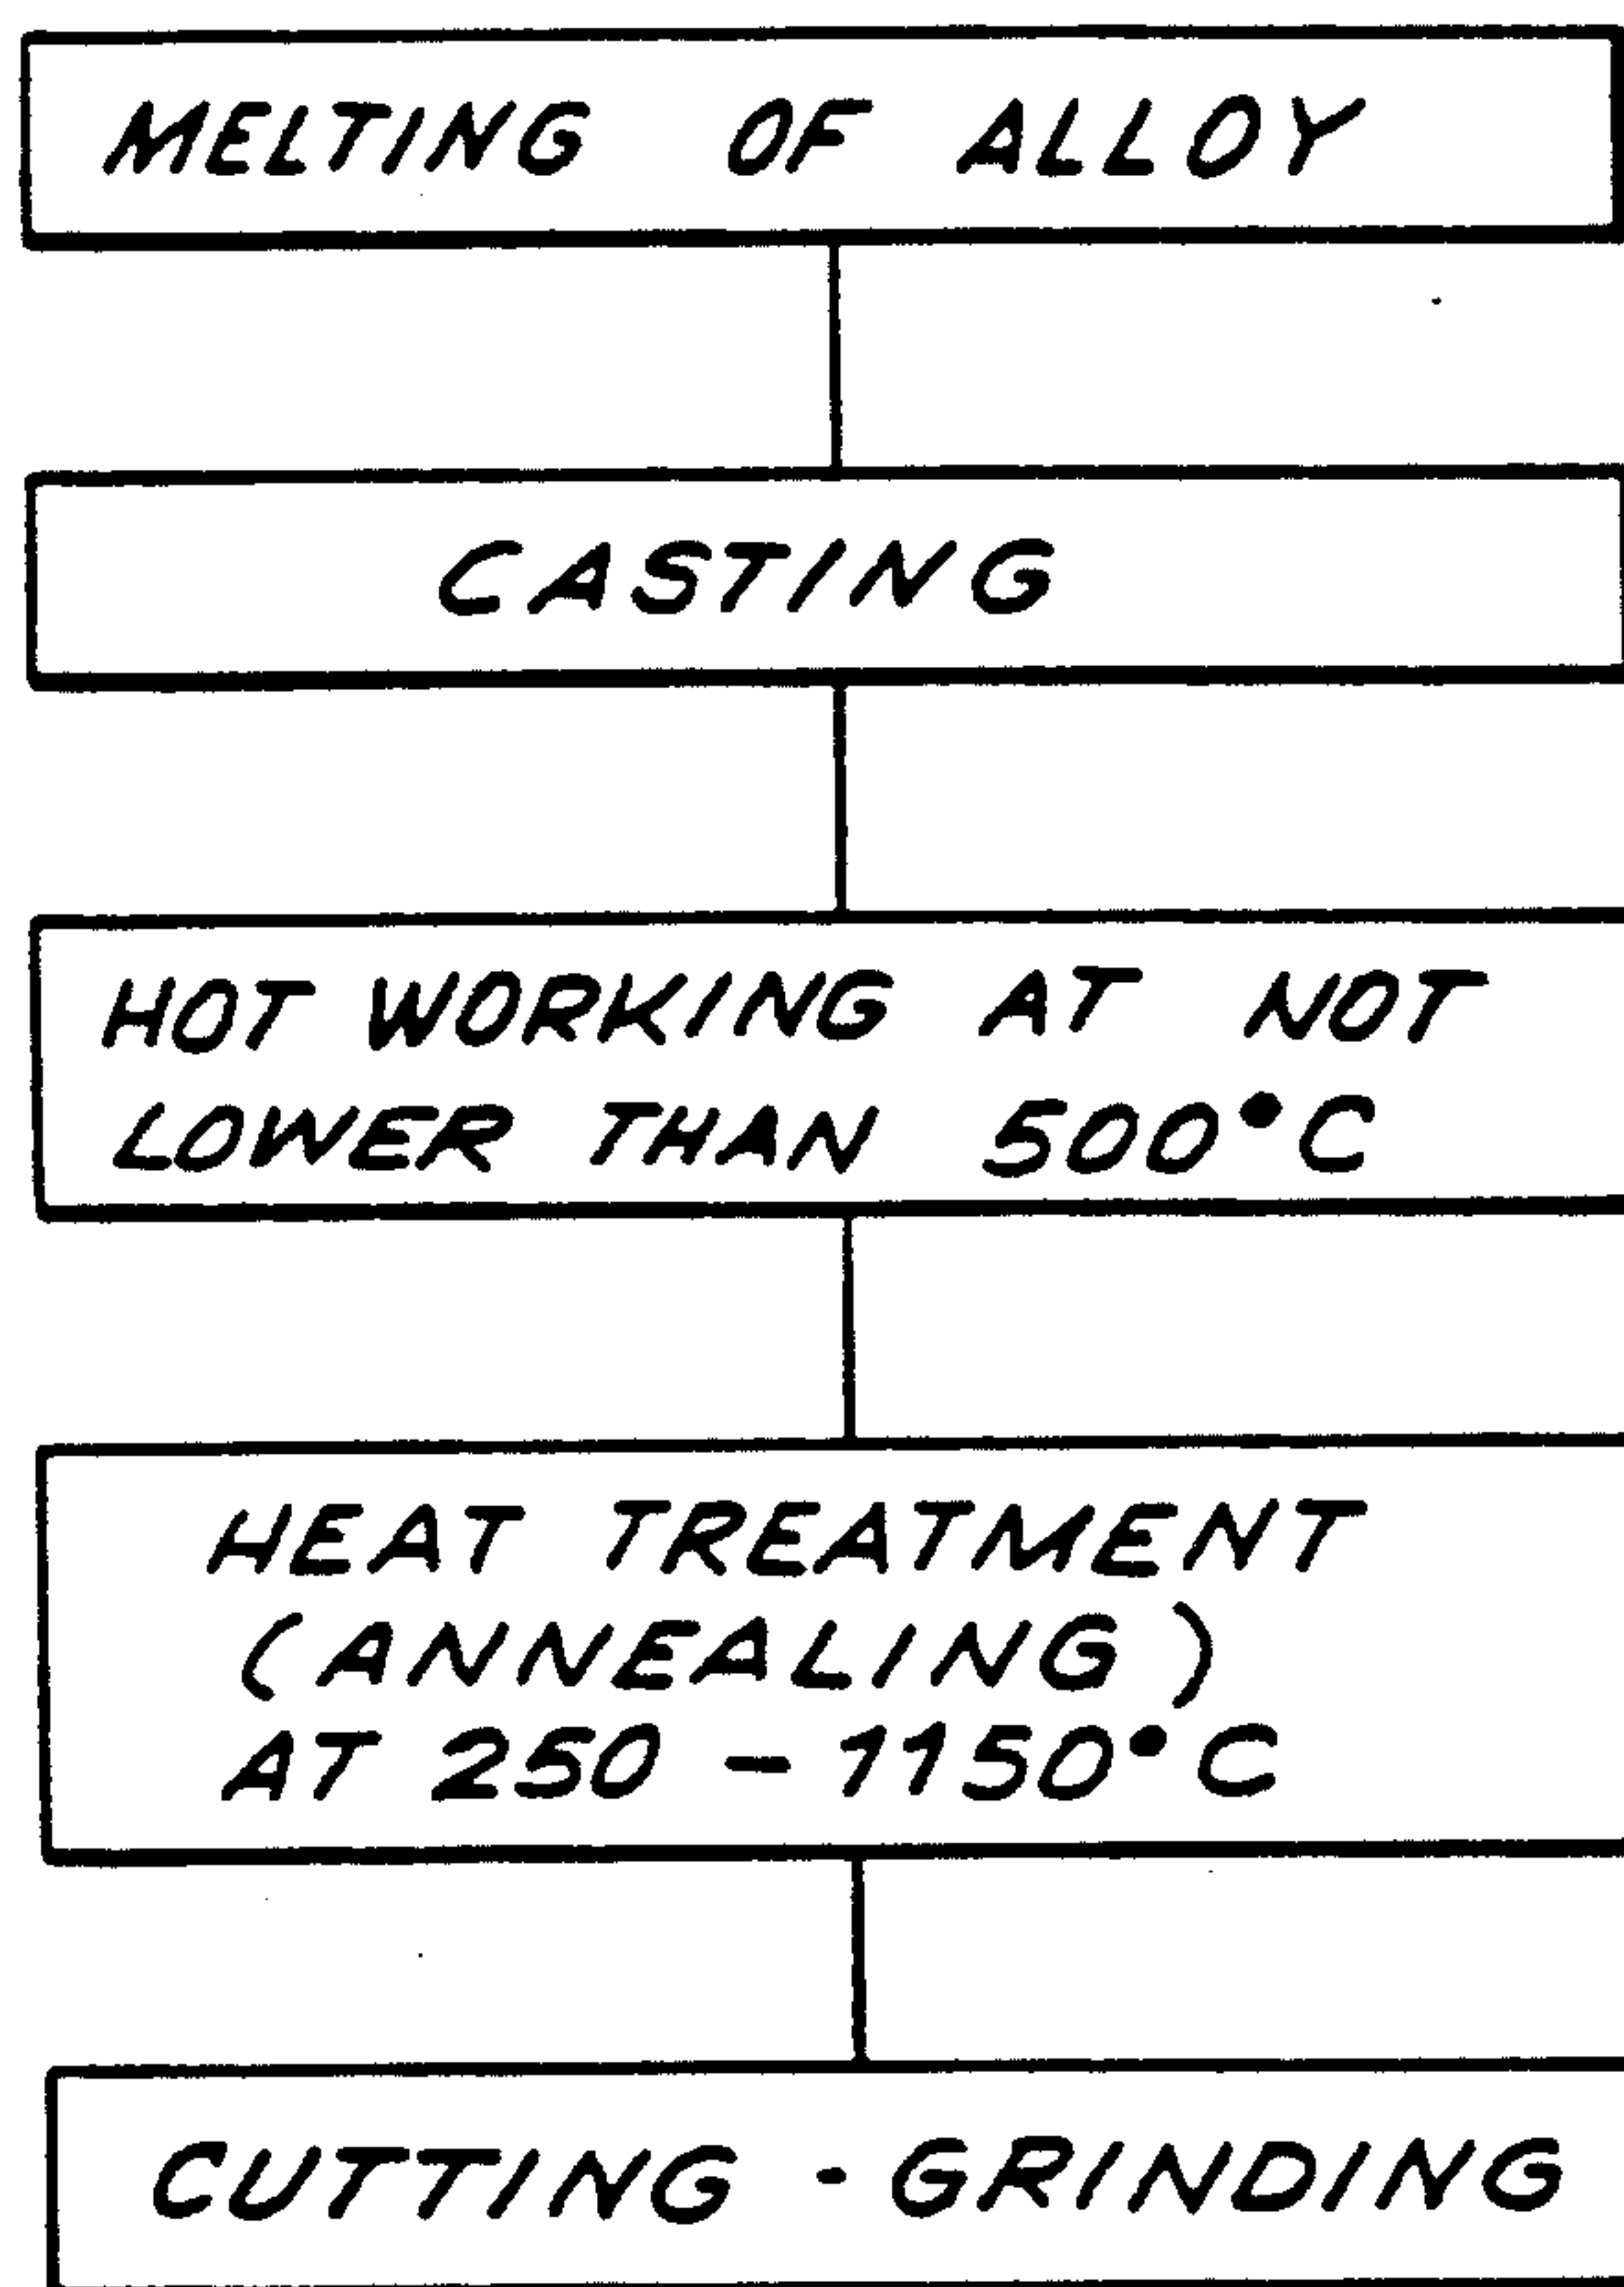 MELTING OF ALLOY
CASTING
HOT WORKING AT NOT
LOWER THAN 500°C
HEAT TREATMENT
(ANNEALING)
AT 250 - 1150°C
CUTTING - GRINDING